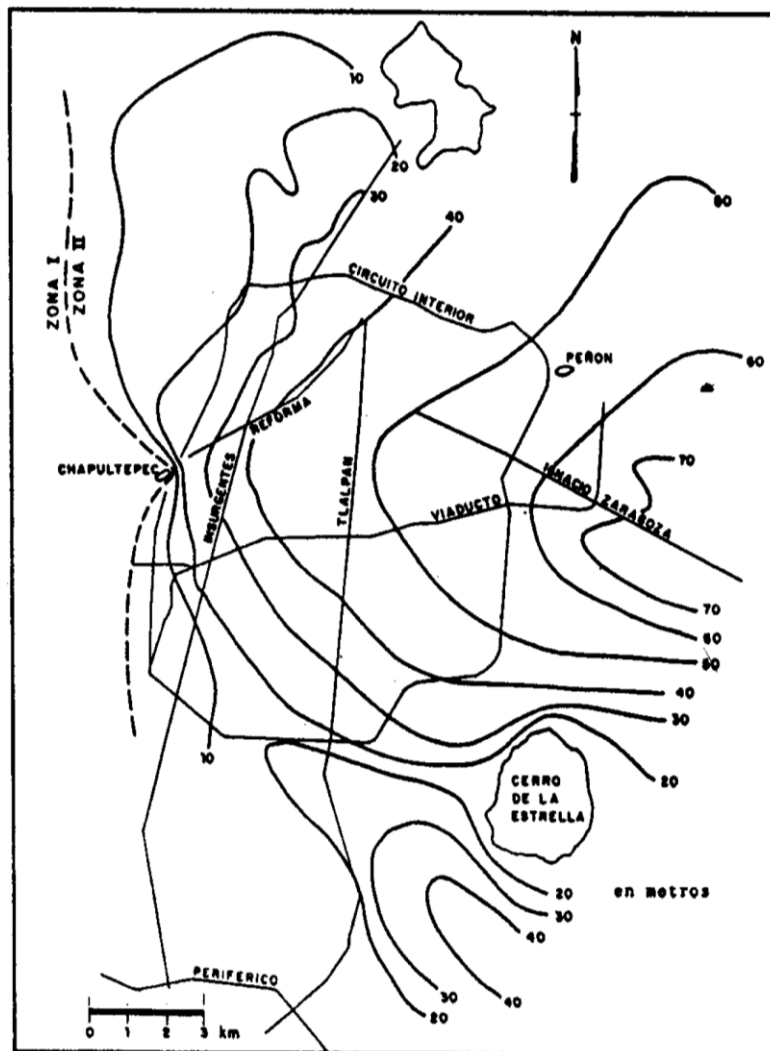 N
10
20
30
40
80
ZONA I
ZONA II
CIRCUITO INTERIOR
PEÑON
60
REFORMA
CHAPULTEPEC
INSURGENTES
TLALPAN
VIADUCTO
IGNACIO ZARAGOZA
70
70
60
50
40
30
20
10
CERRO
DE LA
ESTRELLA
20
en metros
30
40
PERIFERICO
30
40
20
0 1 2 3 km